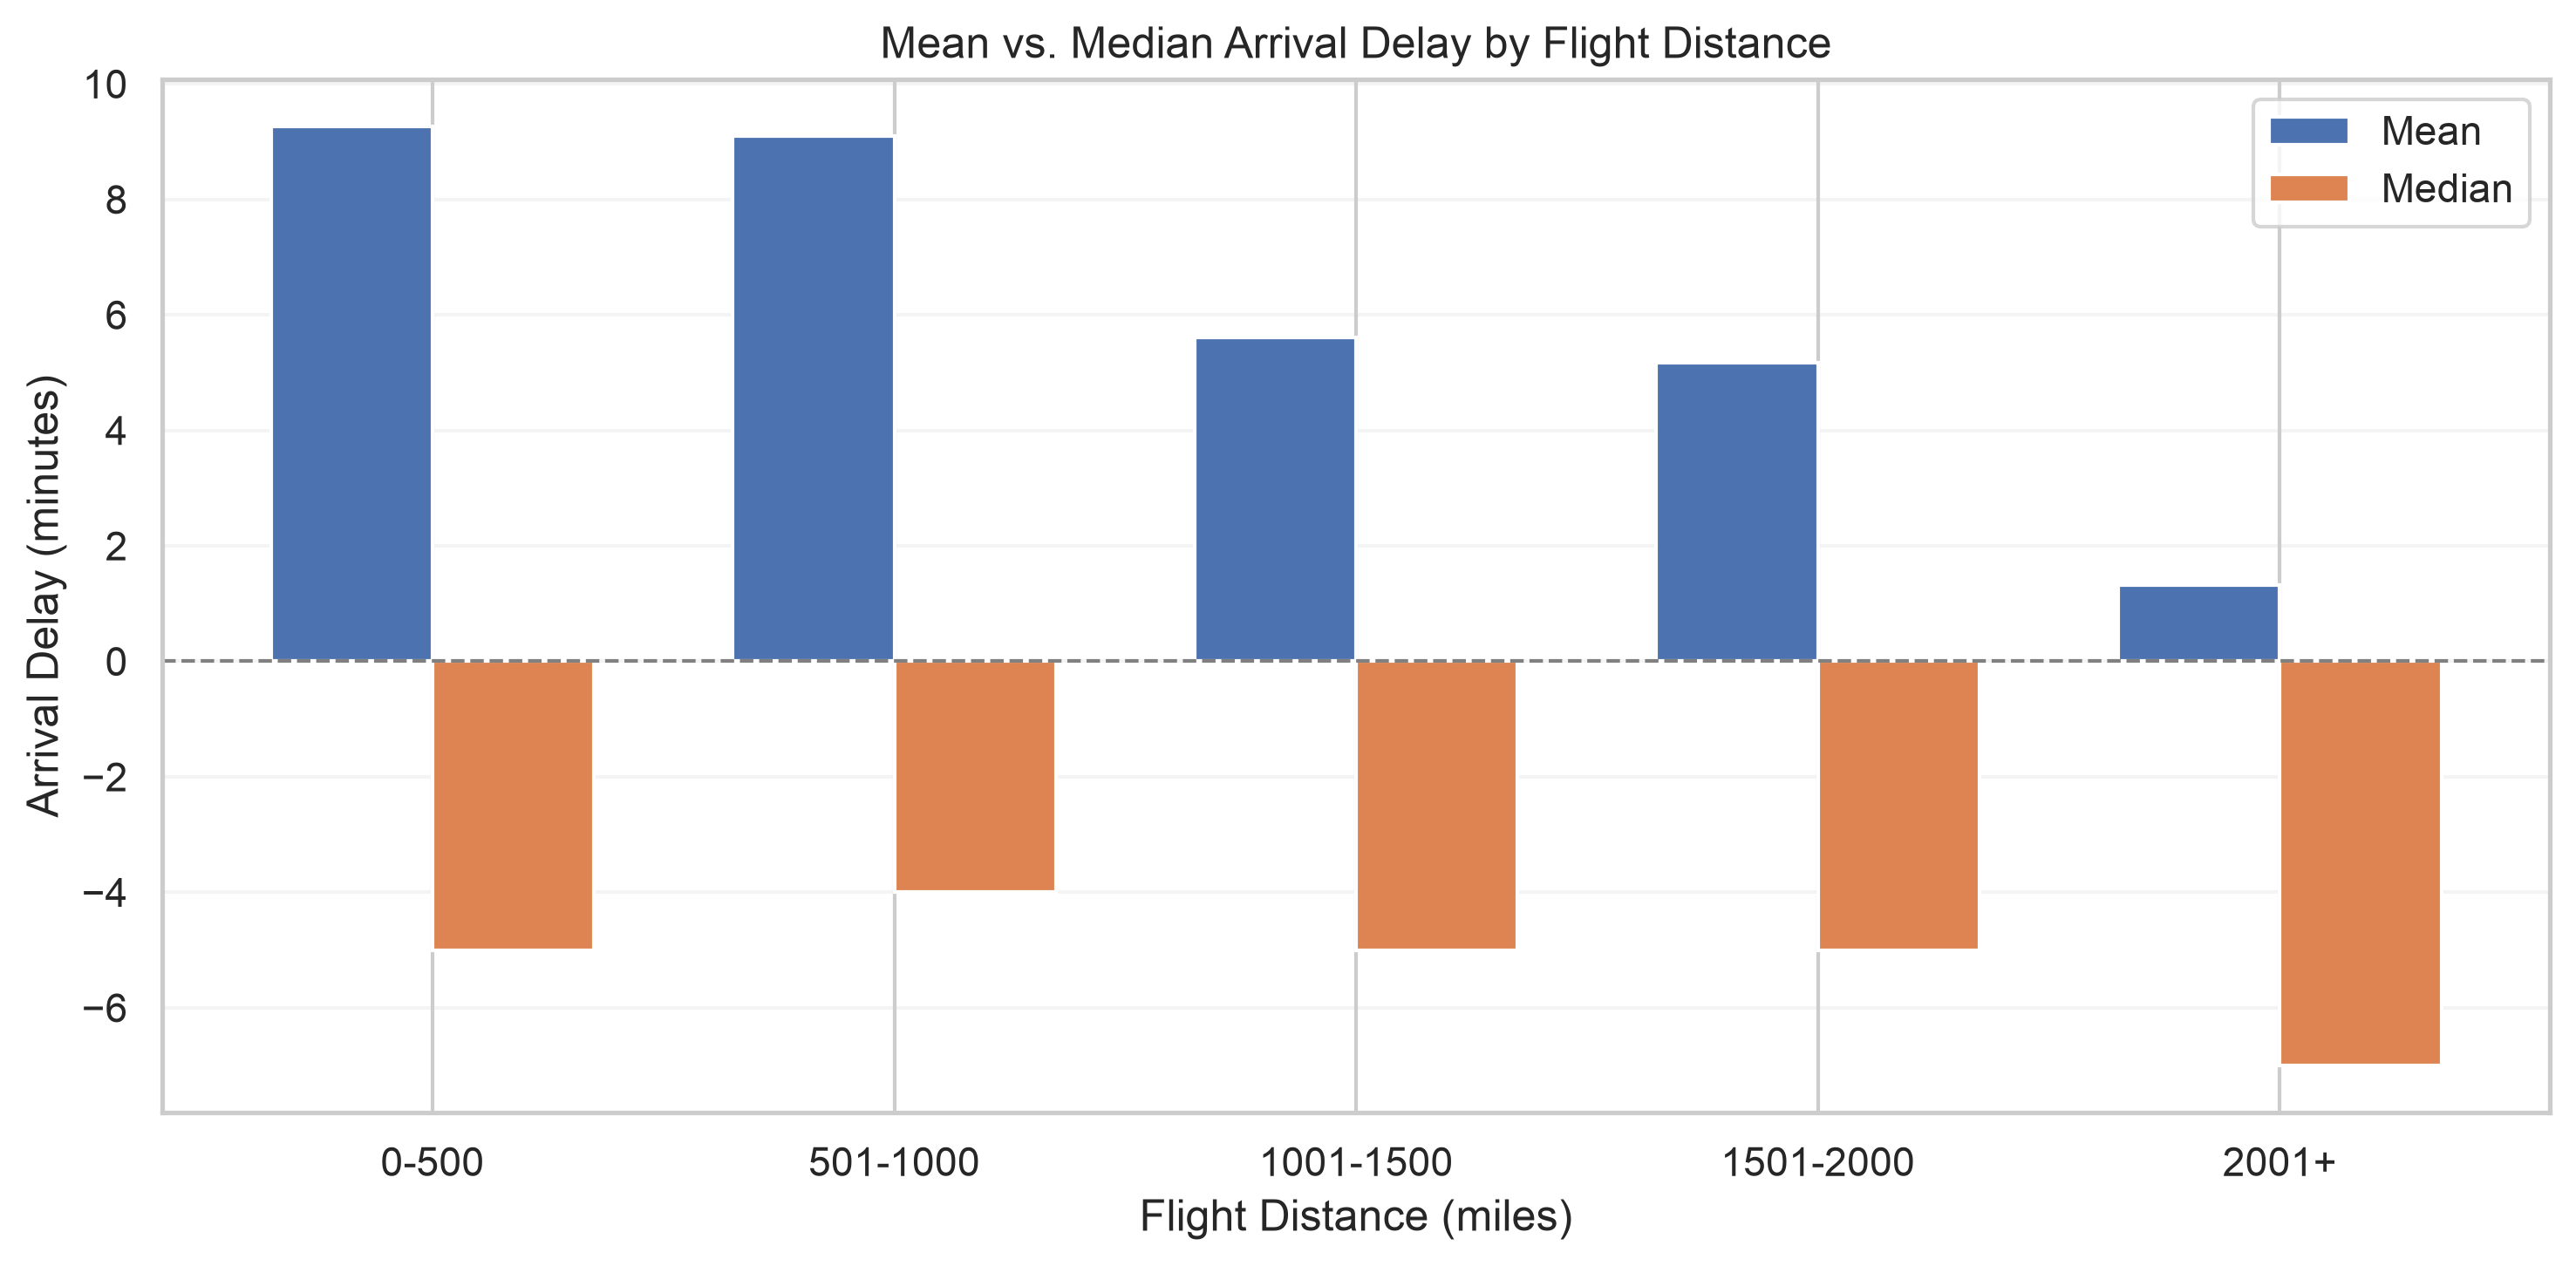 Mean vs. Median Arrival Delay by Flight Distance
10
8
6
4
2
0
−2
−4
−6
Arrival Delay (minutes)
Mean
Median
0-500
501-1000
1001-1500
1501-2000
2001+
Flight Distance (miles)